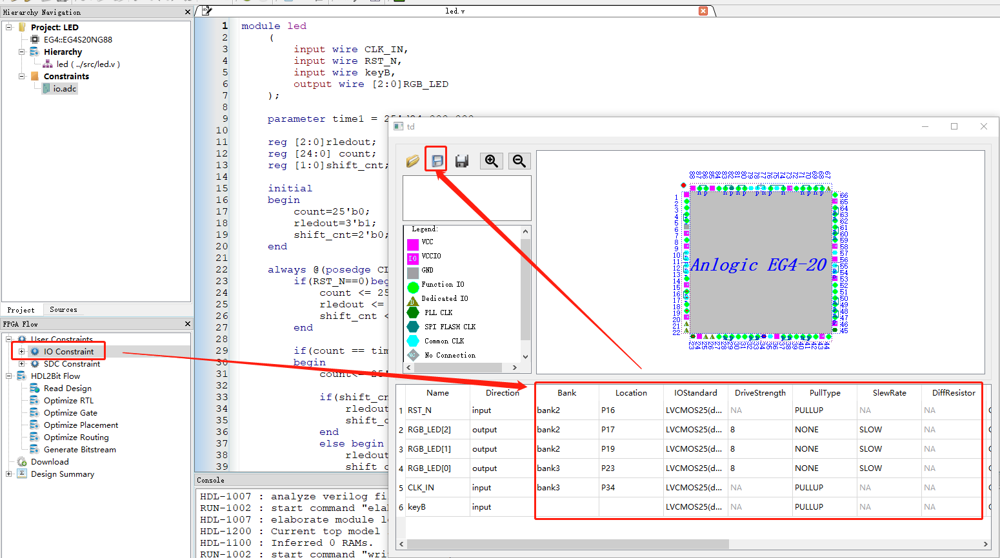 Hierarchy Navigation
Project: LED
EG4::EG4S20NG88
Hierarchy
led ( ../src/led.v )
Constraints
io.adc
Project
Sources
FPGA Flow
User Constraints
IO Constraint
SDC Constraint
HDL2Bit Flow
Read Design
Optimize RTL
Optimize Gate
Optimize Placement
Optimize Routing
Generate Bitstream
Download
Design Summary
led.v
1 module led
2 (
3 input wire CLK_IN,
4 input wire RST_N,
5 input wire keyB,
6 output wire [2:0]RGB_LED
7 );
8
9 parameter time1 =
10
11 reg [2:0]rledout;
12 reg [24:0] count;
13 reg [1:0]shift_cnt;
14
15 initial
16 begin
17 count=25'b0;
18 rledout=3'b1;
19 shift_cnt=2'b0;
20 end
21
22 always @(posedge
23 if(RST_N==0)beg
24 count <= 25
25 rledout <=
26 shift_cnt <
27 end
28
29 if(count == tim
30 begin
31 count<= 25'
32
33 if(shift_cn
34 rledou
35 shift_c
36 end
37 else begin
38 rledou
39 shift_c
Console
HDL-1007 : analyze verilog fi
RUN-1002 : start command "ela
HDL-1007 : elaborate module l
HDL-1200 : Current top model
HDL-1100 : Inferred 0 RAMs.
RUN-1002 : start command "wri
td
Legend:
VCC
IO VCCIO
GND
Function IO
D Dedicated IO
PLL CLK
SPI FLASH CLK
Common CLK
NC No Connection
88 87 86 85 84 83 82 81 80 79 78 77 76 75 74 73 72 71 70 69 68 67
1
2
3
4
5
6
7
8
9
10
11
12
13
14
15
16
17
18
19
20
21
22
Anlogic EG4-20
66
65
64
63
62
61
60
59
58
57
56
55
54
53
52
51
50
49
48
47
46
45
23 24 25 26 27 28 29 30 31 32 33 34 35 36 37 38 39 40 41 42 43 44
Name Direction Bank Location IOStandard DriveStrength PullType SlewRate DiffResistor
1 RST_N input bank2 P16 LVCMOS25(d... NA PULLUP NA NA
2 RGB_LED[2] output bank2 P17 LVCMOS25(d... 8 NONE SLOW NA
3 RGB_LED[1] output bank2 P19 LVCMOS25(d... 8 NONE SLOW NA
4 RGB_LED[0] output bank3 P23 LVCMOS25(d... 8 NONE SLOW NA
5 CLK_IN input bank3 P34 LVCMOS25(d... NA PULLUP NA NA
6 keyB input LVCMOS25(d... NA PULLUP NA NA